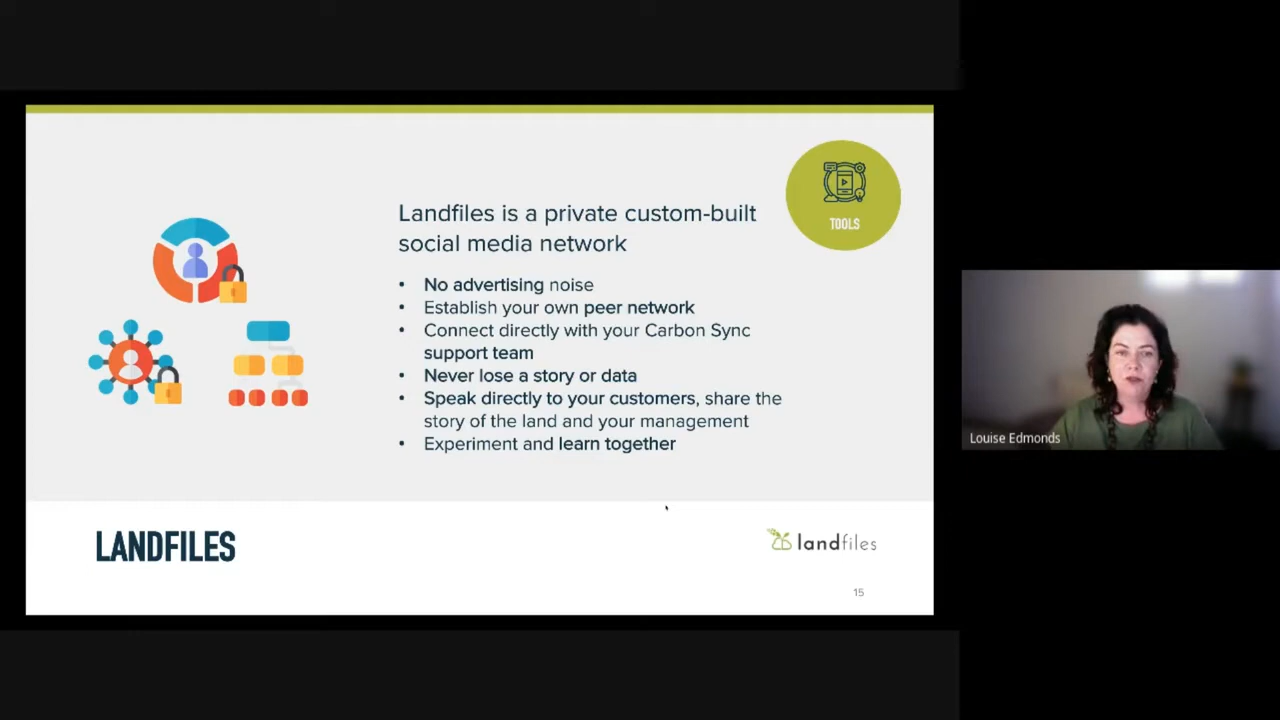 TOOLS
Landfiles is a private custom-built
social media network
• No advertising noise
• Establish your own peer network
• Connect directly with your Carbon Sync
support team
• Never lose a story or data
• Speak directly to your customers, share the
story of the land and your management
• Experiment and learn together
LANDFILES
landfiles
15
Louise Edmonds